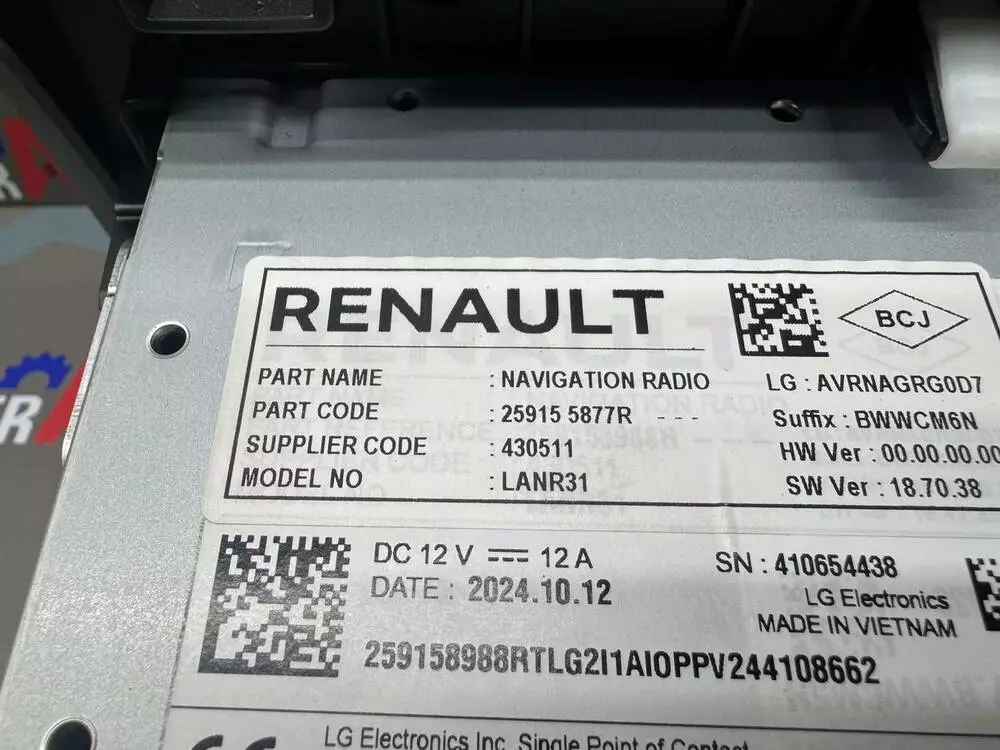 RENAULT
BCJ
PART NAME : NAVIGATION RADIO LG : AVRNAGRG0D7
PART CODE : 25915 5877R Suffix : BWWCM6N
SUPPLIER CODE : 430511 HW Ver : 00.00.00.00
MODEL NO : LANR31 SW Ver : 18.70.38
DC 12 V 12 A SN : 410654438
DATE : 2024.10.12 LG Electronics
MADE IN VIETNAM
259158988RTLG2I1AIOPPV244108662
LG Electronics Inc. Single Point of Contact